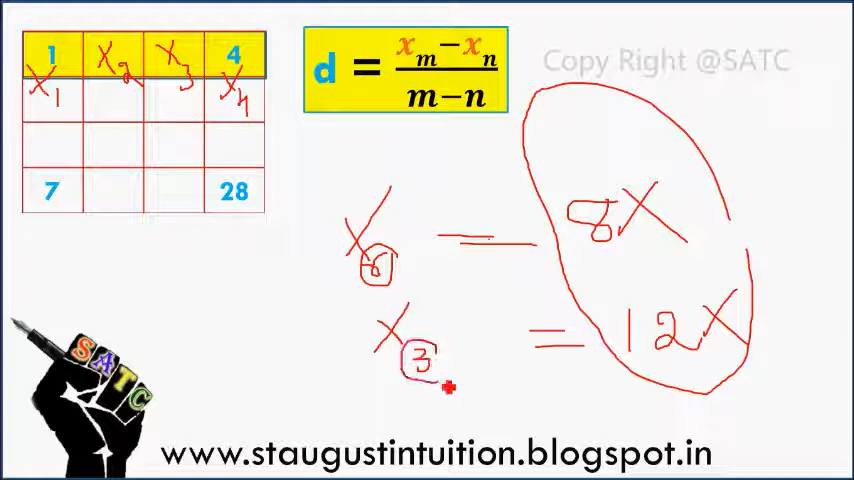 1 X2 X3 4
X1 X4
7 28
d = xm−xn / m−n
Copy Right @SATC
X6 = 8X
X3 = 12X
SATC
www.staugustintuition.blogspot.in